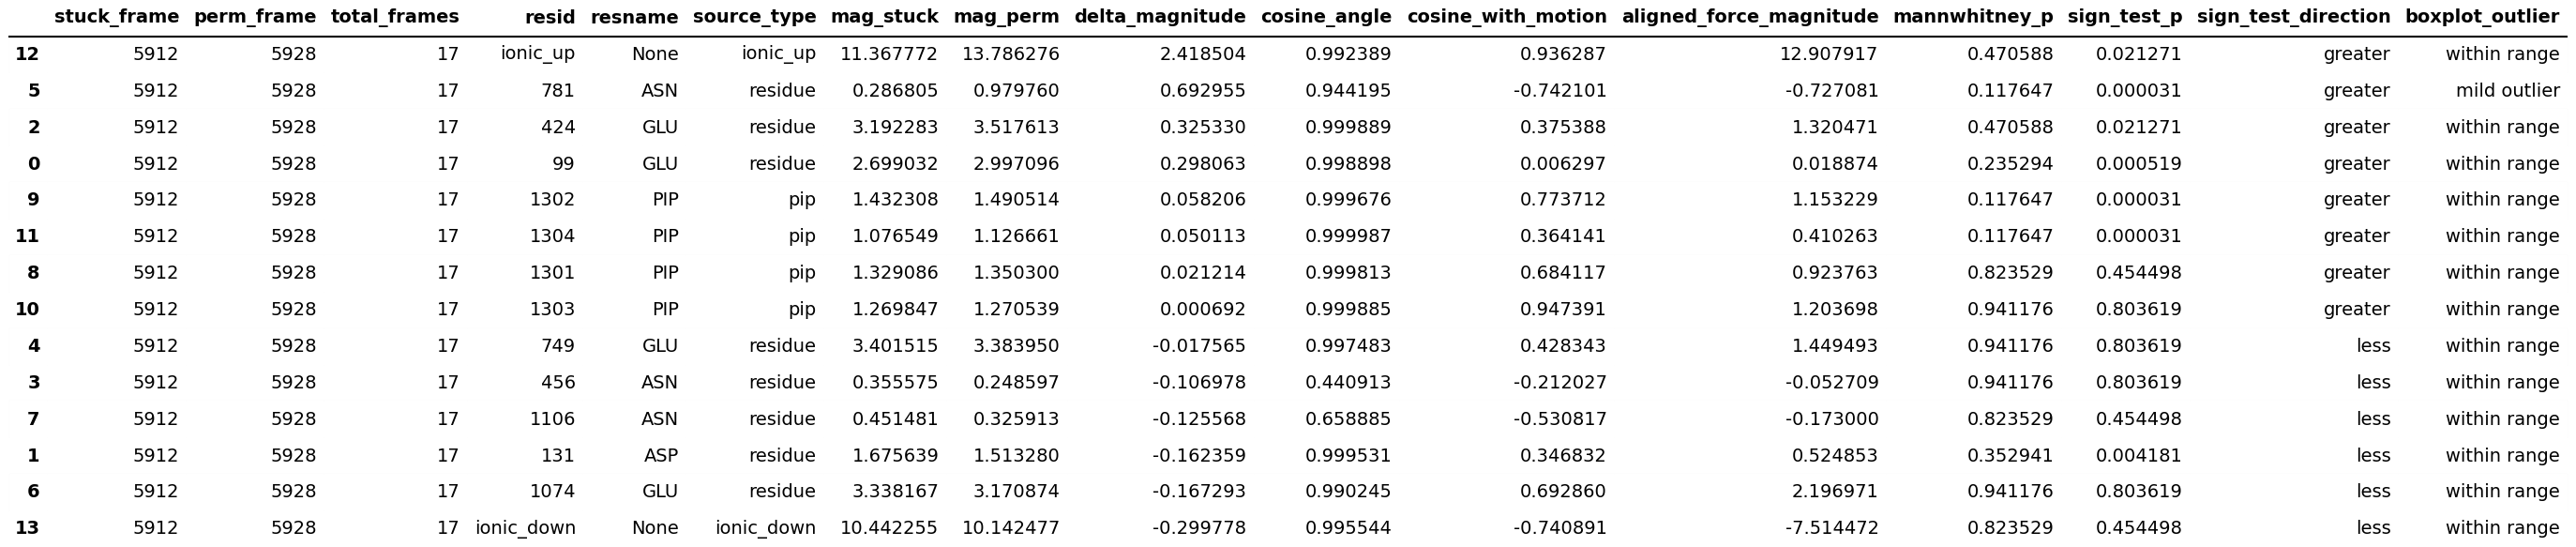 stuck_frame perm_frame total_frames resid resname source_type mag_stuck mag_perm delta_magnitude cosine_angle cosine_with_motion aligned_force_magnitude mannwhitney_p sign_test_p sign_test_direction boxplot_outlier
12 5912 5928 17 ionic_up None ionic_up 11.367772 13.786276 2.418504 0.992389 0.936287 12.907917 0.470588 0.021271 greater within range
5 5912 5928 17 781 ASN residue 0.286805 0.979760 0.692955 0.944195 -0.742101 -0.727081 0.117647 0.000031 greater mild outlier
2 5912 5928 17 424 GLU residue 3.192283 3.517613 0.325330 0.999889 0.375388 1.320471 0.470588 0.021271 greater within range
0 5912 5928 17 99 GLU residue 2.699032 2.997096 0.298063 0.998898 0.006297 0.018874 0.235294 0.000519 greater within range
9 5912 5928 17 1302 PIP pip 1.432308 1.490514 0.058206 0.999676 0.773712 1.153229 0.117647 0.000031 greater within range
11 5912 5928 17 1304 PIP pip 1.076549 1.126661 0.050113 0.999987 0.364141 0.410263 0.117647 0.000031 greater within range
8 5912 5928 17 1301 PIP pip 1.329086 1.350300 0.021214 0.999813 0.684117 0.923763 0.823529 0.454498 greater within range
10 5912 5928 17 1303 PIP pip 1.269847 1.270539 0.000692 0.999885 0.947391 1.203698 0.941176 0.803619 greater within range
4 5912 5928 17 749 GLU residue 3.401515 3.383950 -0.017565 0.997483 0.428343 1.449493 0.941176 0.803619 less within range
3 5912 5928 17 456 ASN residue 0.355575 0.248597 -0.106978 0.440913 -0.212027 -0.052709 0.941176 0.803619 less within range
7 5912 5928 17 1106 ASN residue 0.451481 0.325913 -0.125568 0.658885 -0.530817 -0.173000 0.823529 0.454498 less within range
1 5912 5928 17 131 ASP residue 1.675639 1.513280 -0.162359 0.999531 0.346832 0.524853 0.352941 0.004181 less within range
6 5912 5928 17 1074 GLU residue 3.338167 3.170874 -0.167293 0.990245 0.692860 2.196971 0.941176 0.803619 less within range
13 5912 5928 17 ionic_down None ionic_down 10.442255 10.142477 -0.299778 0.995544 -0.740891 -7.514472 0.823529 0.454498 less within range